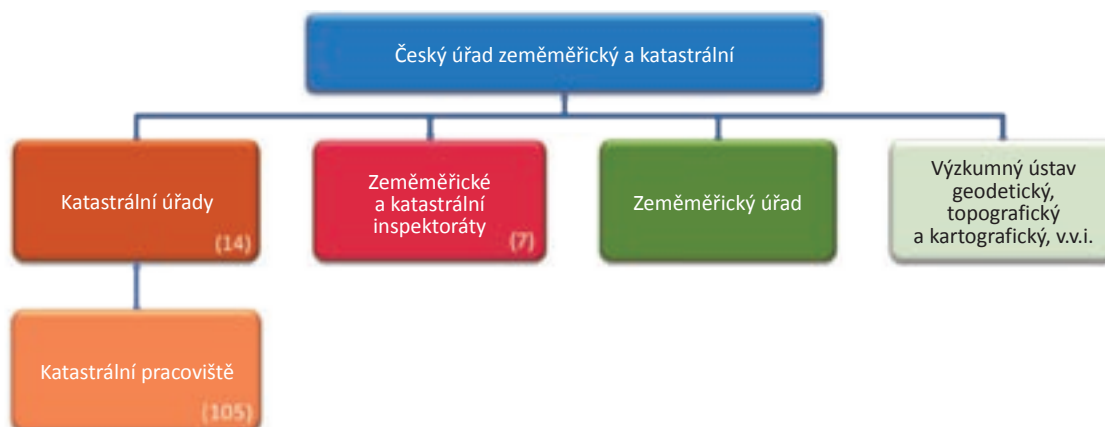 Český úřad zeměměřický a katastrální
Katastrální úřady
(14)
Zeměměřické
a katastrální
inspektoráty
(7)
Zeměměřický úřad
Výzkumný ústav
geodetický,
topografický
a kartografický, v.v.i.
Katastrální pracoviště
(105)